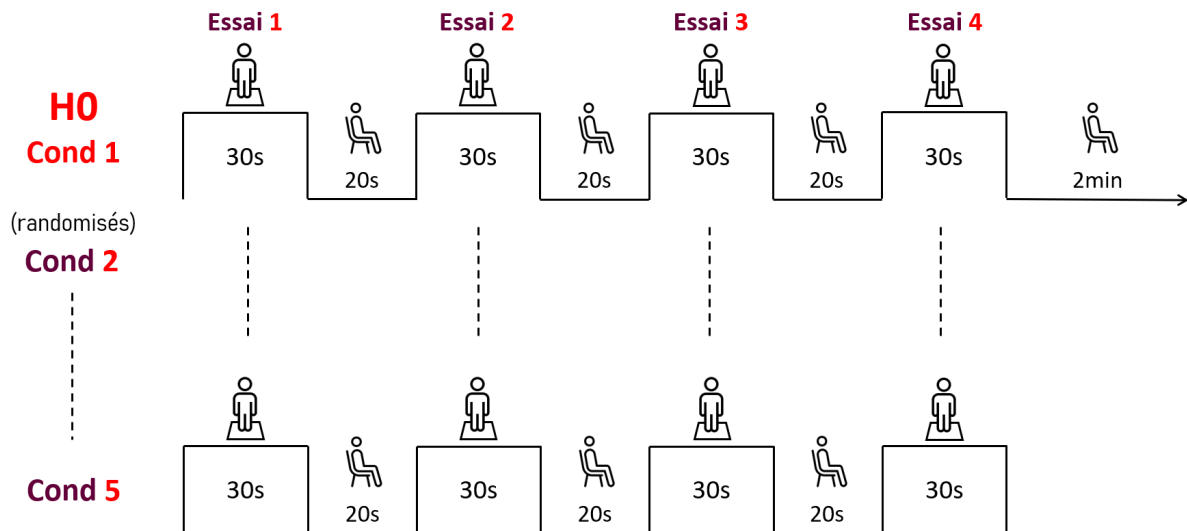 Essai 1 Essai 2 Essai 3 Essai 4
H0
Cond 1
30s 20s 30s 20s 30s 20s 30s 2min
(randomisés)
Cond 2
Cond 5
30s 20s 30s 20s 30s 20s 30s